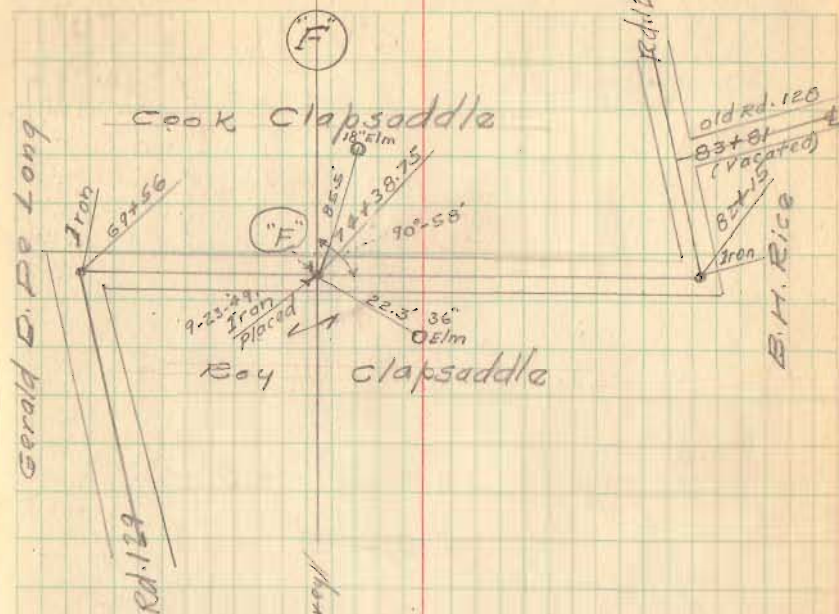 "F"
Rd.12
Cook Clapsaddle
18" Elm
old Rd. 128
83+81
(vacated)
Gerald D. De Long
Iron
69+56
85.5
74+38.75
90°-58'
"F"
82+15
Iron
B.H. Rice
9-23-49
Iron
Placed
22.3' 36"
Elm
Roy Clapsaddle
Rd.129